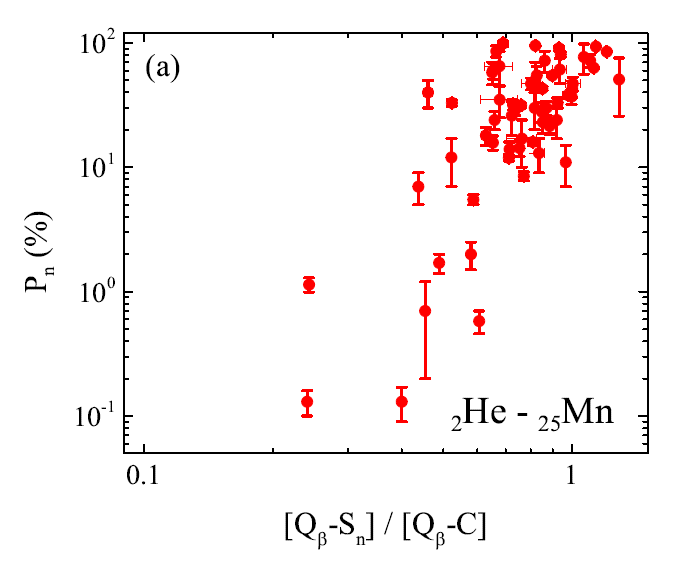 (a)
10²
10¹
10⁰
10⁻¹
Pₙ (%)
₂He - ₂₅Mn
0.1 1
[Qᵦ-Sₙ] / [Qᵦ-C]